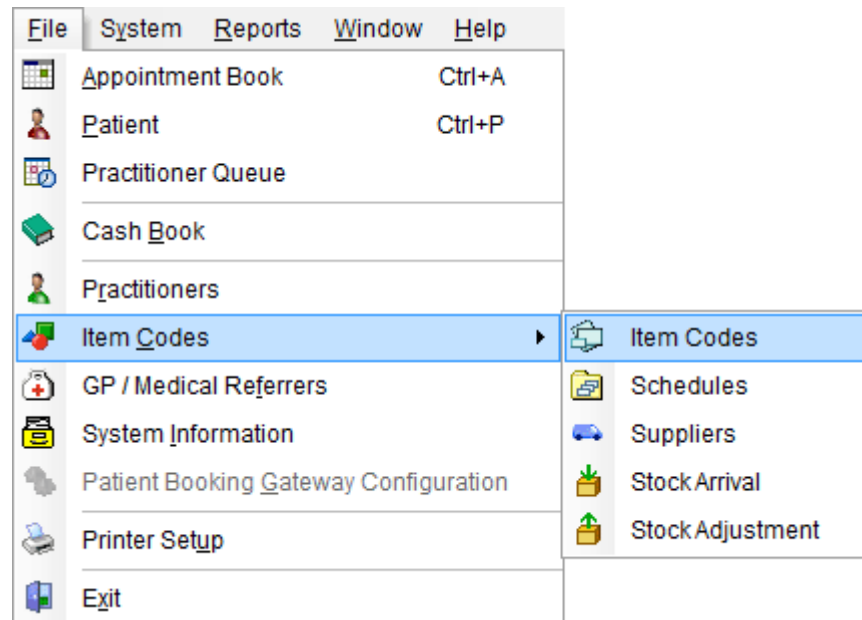 File System Reports Window Help
Appointment Book Ctrl+A
Patient Ctrl+P
Practitioner Queue
Cash Book
Practitioners
Item Codes
GP / Medical Referrers
System Information
Patient Booking Gateway Configuration
Printer Setup
Exit
Item Codes
Schedules
Suppliers
Stock Arrival
Stock Adjustment